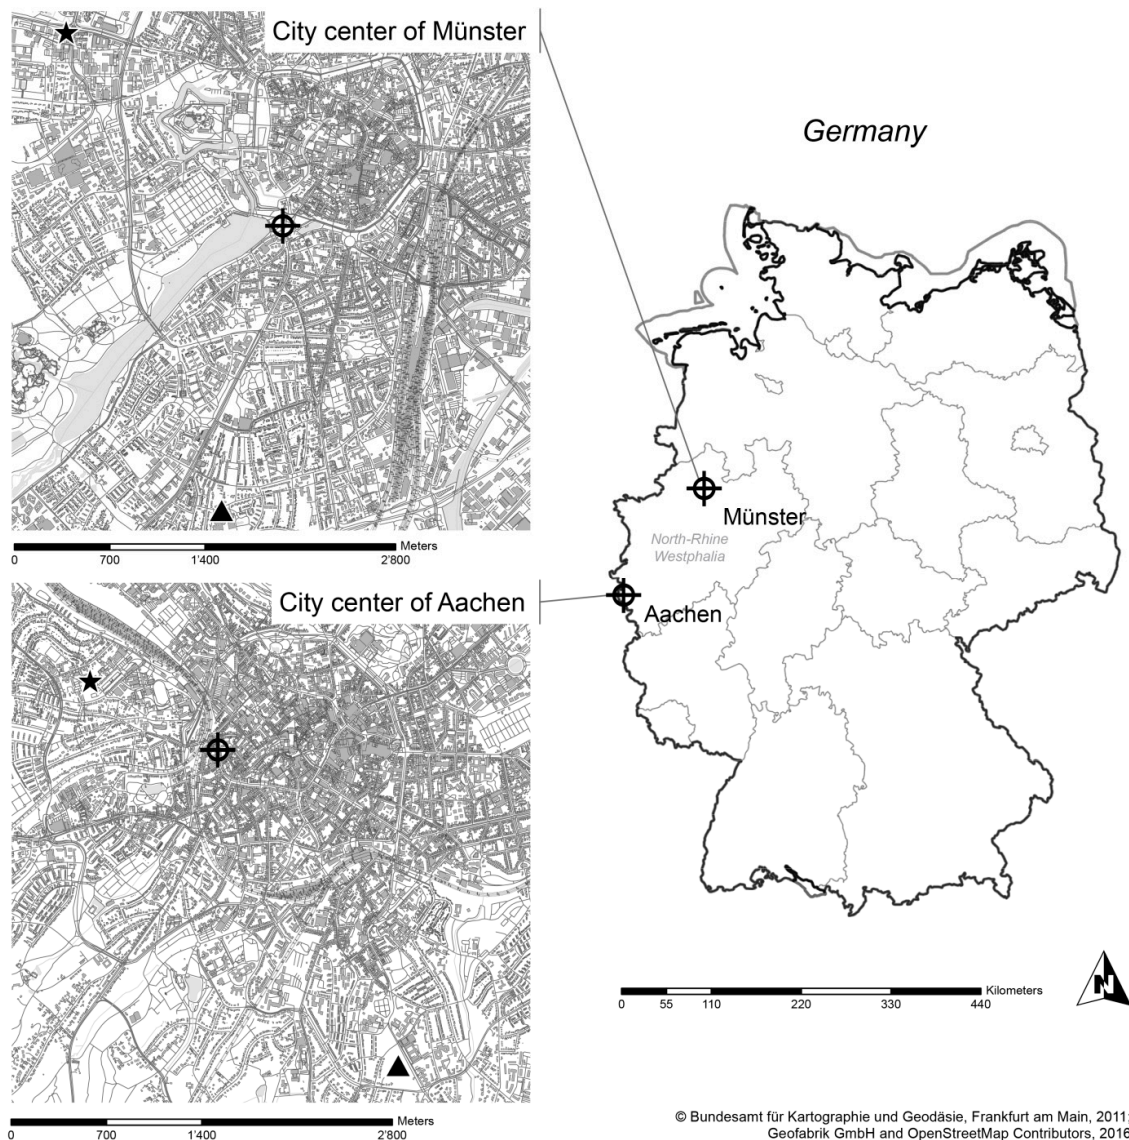 City center of Münster
Meters
0 700 1'400 2'800
City center of Aachen
Meters
0 700 1'400 2'800
Germany
Münster
North-Rhine
Westphalia
Aachen
Kilometers
0 55 110 220 330 440
N
© Bundesamt für Kartographie und Geodäsie, Frankfurt am Main, 2011;
Geofabrik GmbH and OpenStreetMap Contributors, 2016